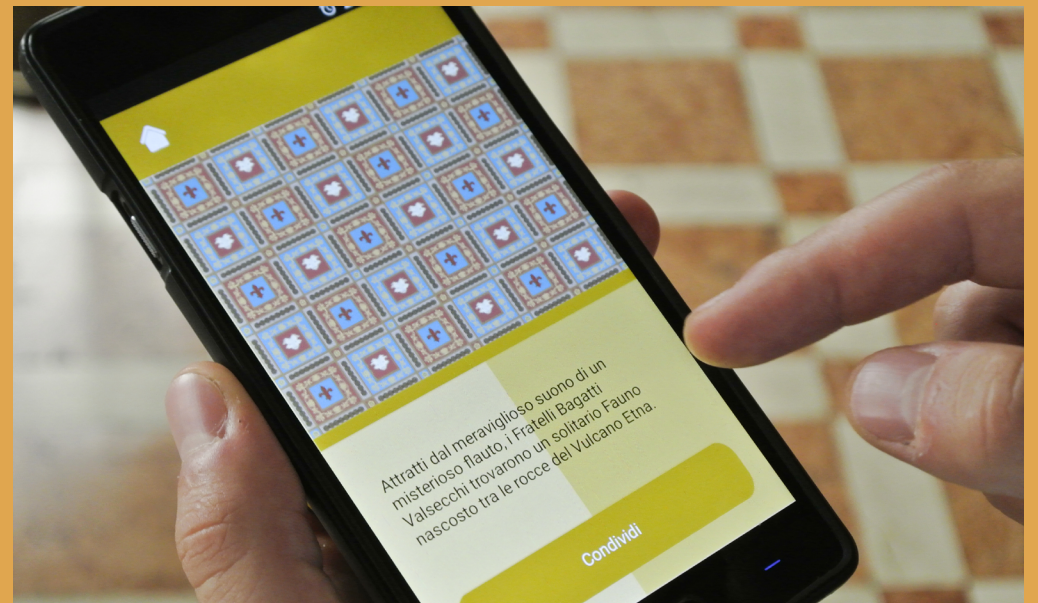 Attratti dal meraviglioso suono di un
misterioso flauto, i Fratelli Bagatti
Valsecchi trovarono un solitario Fauno
nascosto tra le rocce del Vulcano Etna.
Condividi